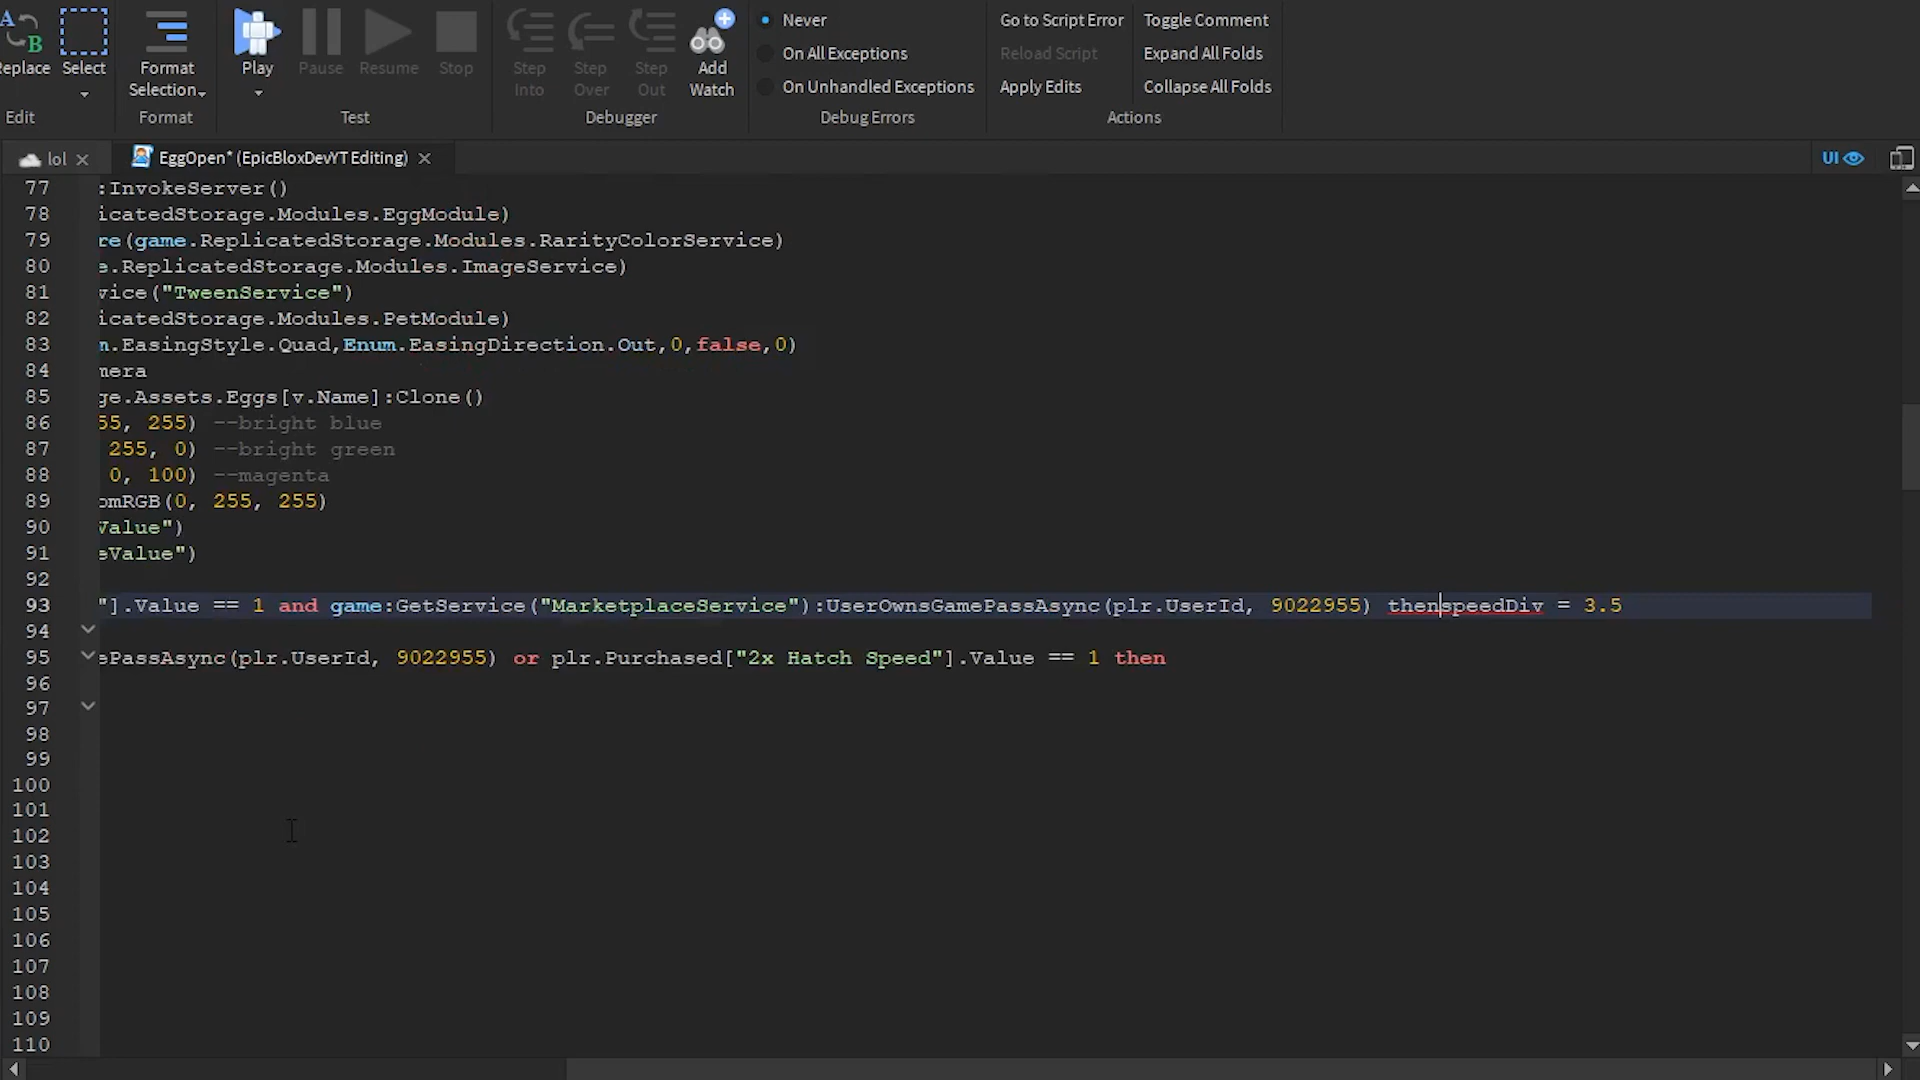 Replace Select Format Selection Play Pause Resume Stop Step Into Step Over Step Out Add Watch
Never
On All Exceptions
On Unhandled Exceptions
Go to Script Error
Reload Script
Apply Edits
Toggle Comment
Expand All Folds
Collapse All Folds
Edit Format Test Debugger Debug Errors Actions
lol EggOpen* (EpicBloxDevYT Editing) UI
77 :InvokeServer()
78 icatedStorage.Modules.EggModule)
79 re(game.ReplicatedStorage.Modules.RarityColorService)
80 e.ReplicatedStorage.Modules.ImageService)
81 vice("TweenService")
82 icatedStorage.Modules.PetModule)
83 m.EasingStyle.Quad,Enum.EasingDirection.Out,0,false,0)
84 mera
85 ge.Assets.Eggs[v.Name]:Clone()
86 55, 255) --bright blue
87 255, 0) --bright green
88 0, 100) --magenta
89 omRGB(0, 255, 255)
90 Value")
91 eValue")
92
93 "].Value == 1 and game:GetService("MarketplaceService"):UserOwnsGamePassAsync(plr.UserId, 9022955) thenspeedDiv = 3.5
94
95 ePassAsync(plr.UserId, 9022955) or plr.Purchased["2x Hatch Speed"].Value == 1 then
96
97
98
99
100
101
102
103
104
105
106
107
108
109
110